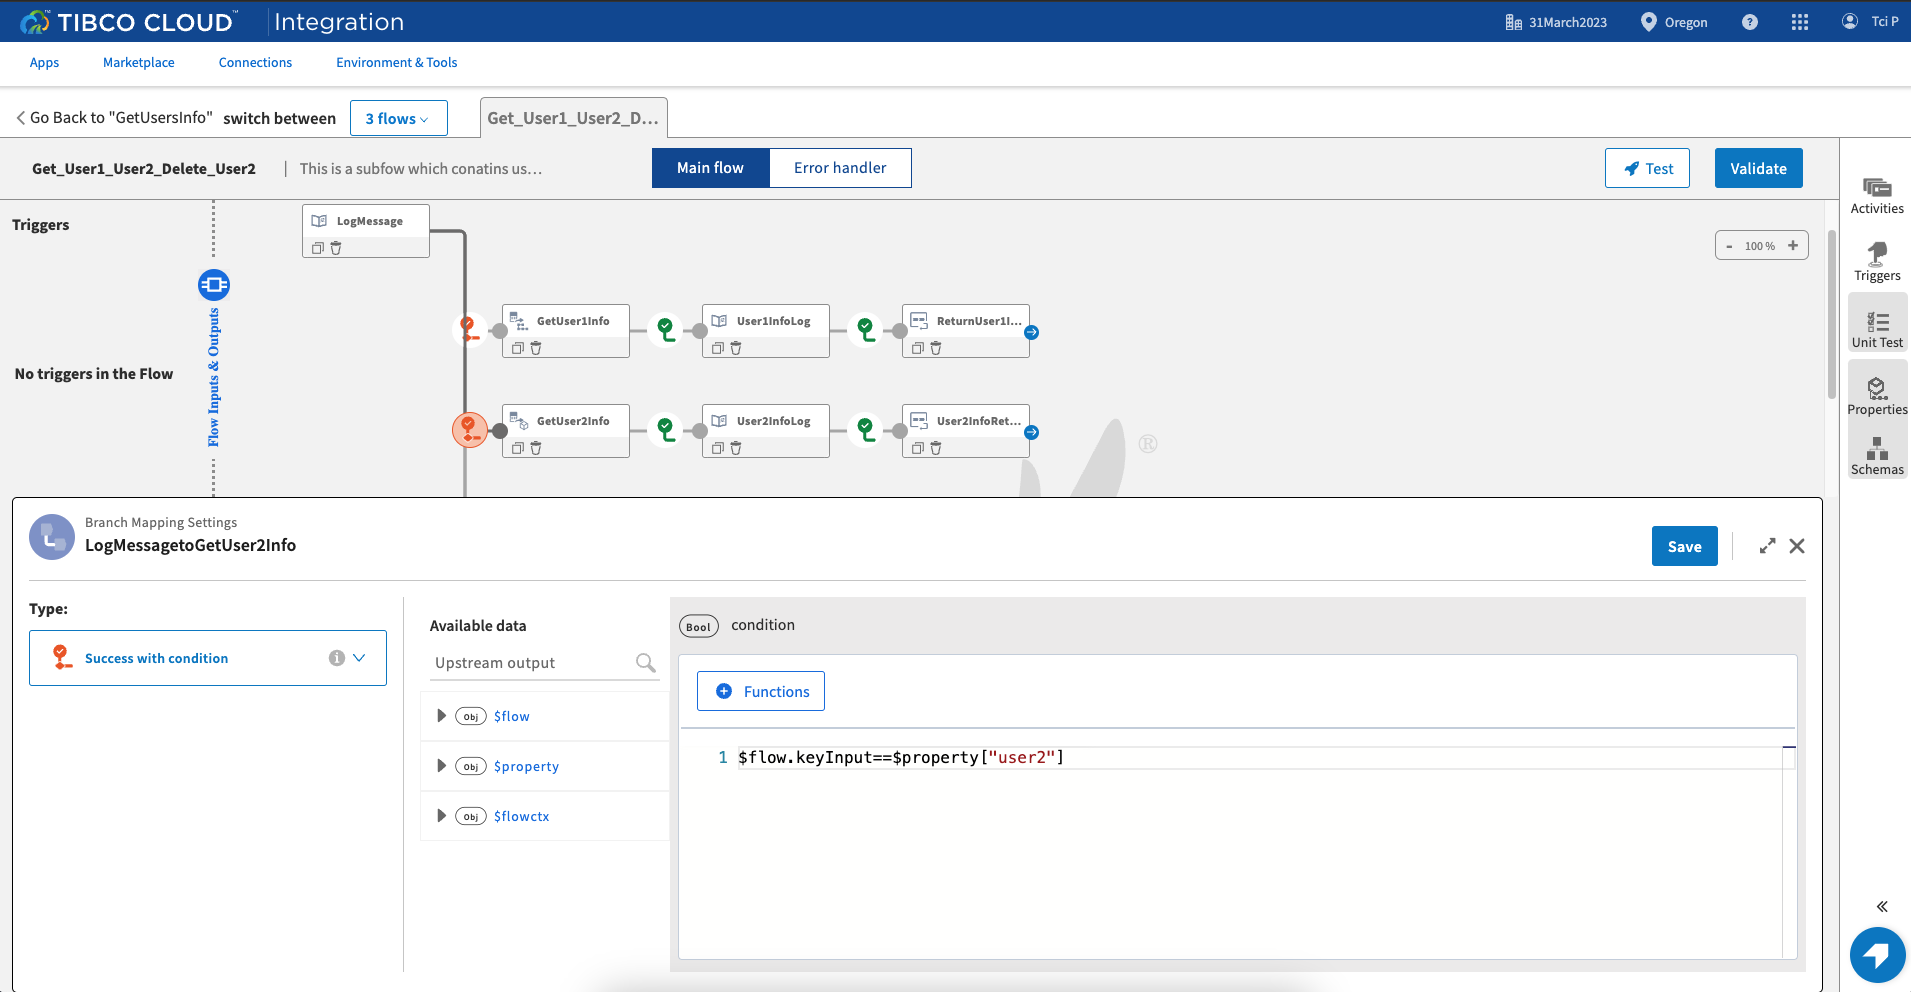 TIBCO CLOUD™ Integration
31March2023
Oregon
?
Tci P
Apps
Marketplace
Connections
Environment & Tools
Go Back to "GetUsersInfo"
switch between
3 flows
Get_User1_User2_D...
Get_User1_User2_Delete_User2
This is a subfow which conatins us...
Main flow
Error handler
Test
Validate
Activities
Triggers
Unit Test
Properties
Schemas
Triggers
No triggers in the Flow
Flow Inputs & Outputs
LogMessage
- 100 % +
GetUser1Info
User1InfoLog
ReturnUser1I...
GetUser2Info
User2InfoLog
User2InfoRet...
®
Branch Mapping Settings
LogMessagetoGetUser2Info
Save
Type:
Success with condition
i
Available data
Upstream output
Obj $flow
Obj $property
Obj $flowctx
Bool condition
+ Functions
1 $flow.keyInput==$property["user2"]